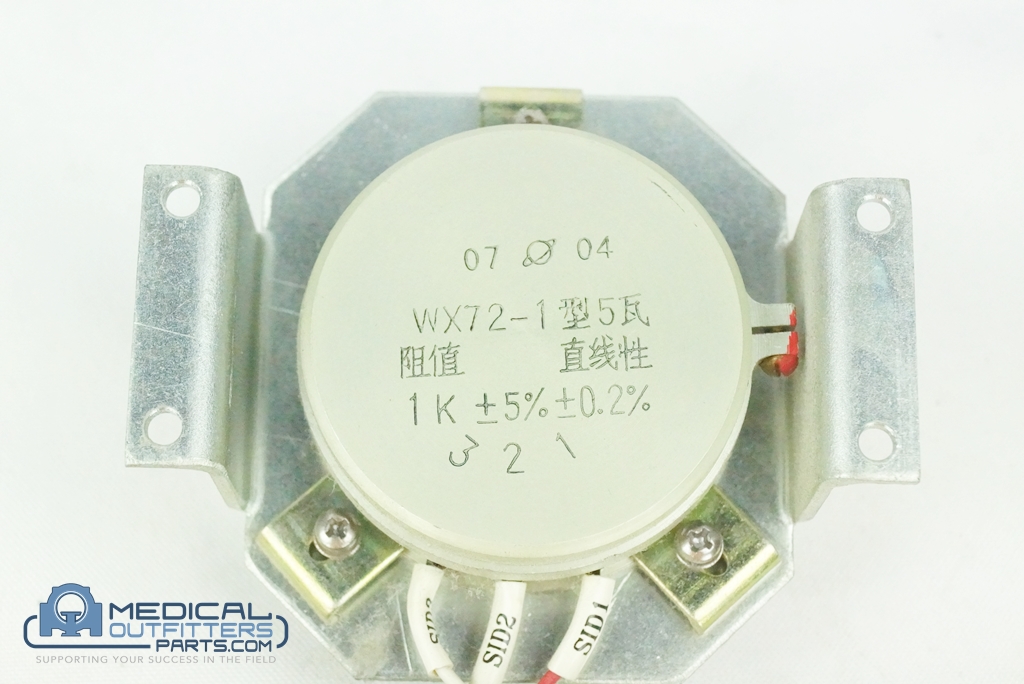 07 04
WX72-1型5瓦
阻值 直线性
1K ±5% ±0.2%
3 2 1
SID3 SID2 SID1
MEDICAL
OUTFITTERS
PARTS.COM
SUPPORTING YOUR SUCCESS IN THE FIELD